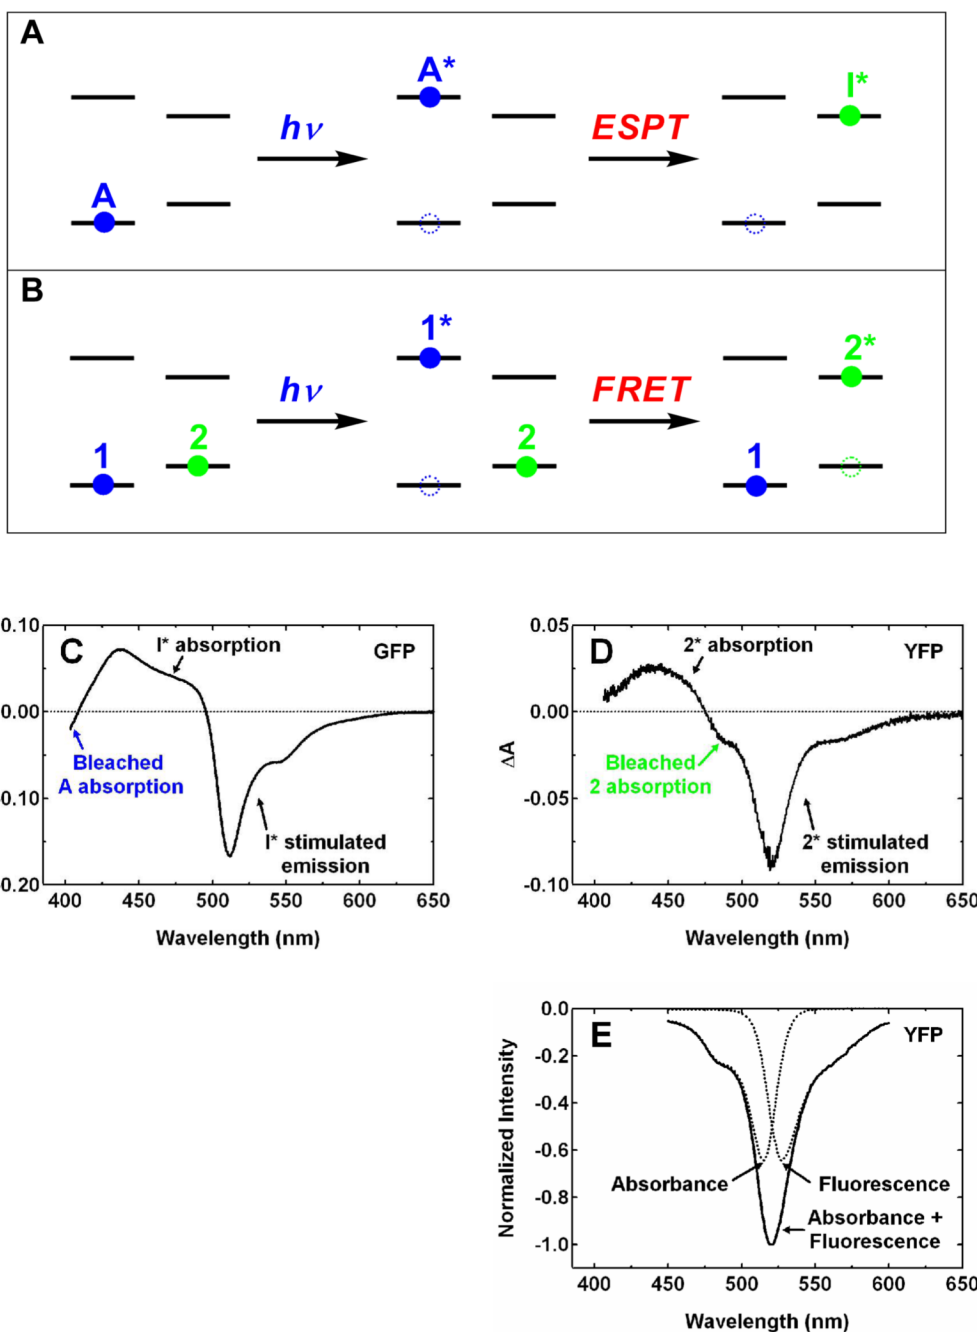 A
A*
I*
hν
ESPT
A
B
1*
2*
hν
FRET
1
2
2
1
0.10
C
I* absorption
GFP
0.00
Bleached
A absorption
-0.10
I* stimulated
emission
-0.20
400
450
500
550
600
650
Wavelength (nm)
0.05
D
2* absorption
YFP
0.00
ΔA
Bleached
2 absorption
-0.05
2* stimulated
emission
-0.10
400
450
500
550
600
650
Wavelength (nm)
0.0
E
YFP
-0.2
Normalized Intensity
-0.4
-0.6
Absorbance
Fluorescence
-0.8
Absorbance +
Fluorescence
-1.0
400
450
500
550
600
650
Wavelength (nm)